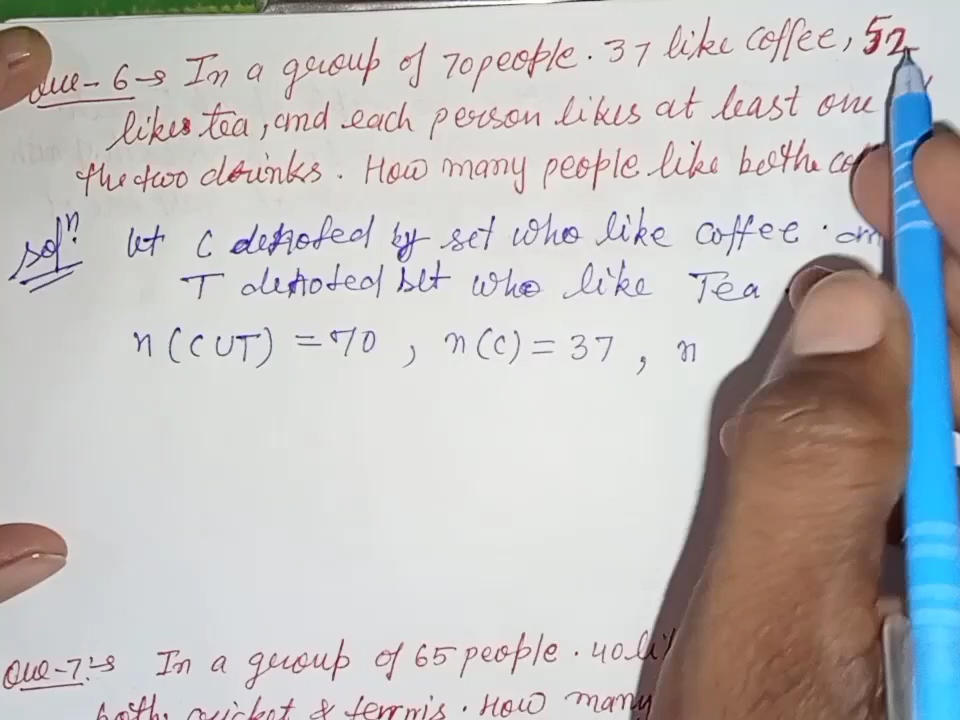 Que-6→ In a group of 70 people. 37 like coffee, 52
likes tea, and each person likes at least one
the two drinks. How many people like bothe
solⁿ. let C denoted by set who like coffee.
T denoted set who like Tea
n(C∪T) = 70, n(C) = 37, n
Que-7:→ In a group of 65 people. 40
both cricket & tennis. How many